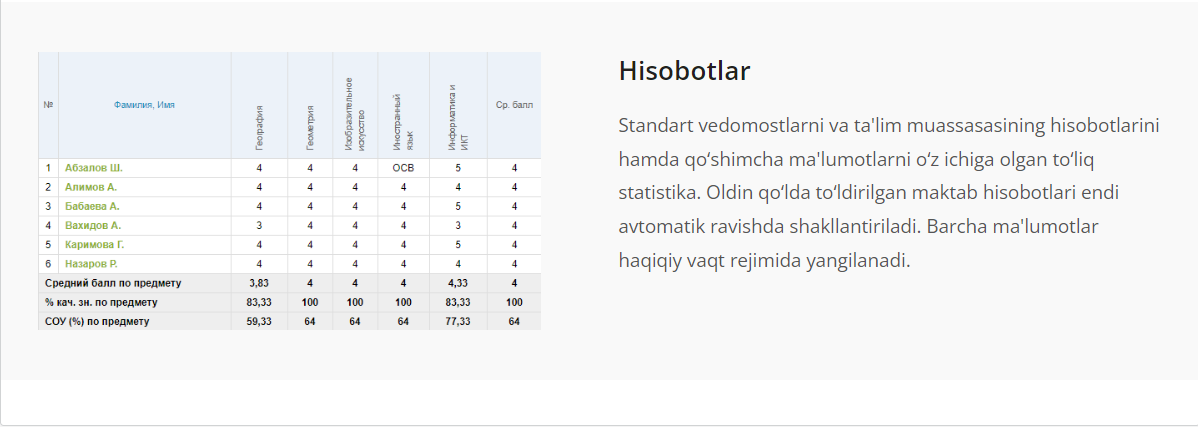 № Фамилия, Имя География Геометрия Изобразительное искусство Иностранный язык Информатика и ИКТ Ср. балл
1 Абзалов Ш. 4 4 4 ОСВ 5 4
2 Алимов А. 4 4 4 4 4 4
3 Бабаева А. 4 4 4 4 5 4
4 Вахидов А. 3 4 4 4 3 4
5 Каримова Г. 4 4 4 4 5 4
6 Назаров Р. 4 4 4 4 4 4
Средний балл по предмету 3,83 4 4 4 4,33 4
% кач. зн. по предмету 83,33 100 100 100 83,33 100
СОУ (%) по предмету 59,33 64 64 64 77,33 64
Hisobotlar
Standart vedomostlarni va ta'lim muassasasining hisobotlarini
hamda qo‘shimcha ma'lumotlarni o‘z ichiga olgan to‘liq
statistika. Oldin qo‘lda to‘ldirilgan maktab hisobotlari endi
avtomatik ravishda shakllantiriladi. Barcha ma'lumotlar
haqiqiy vaqt rejimida yangilanadi.